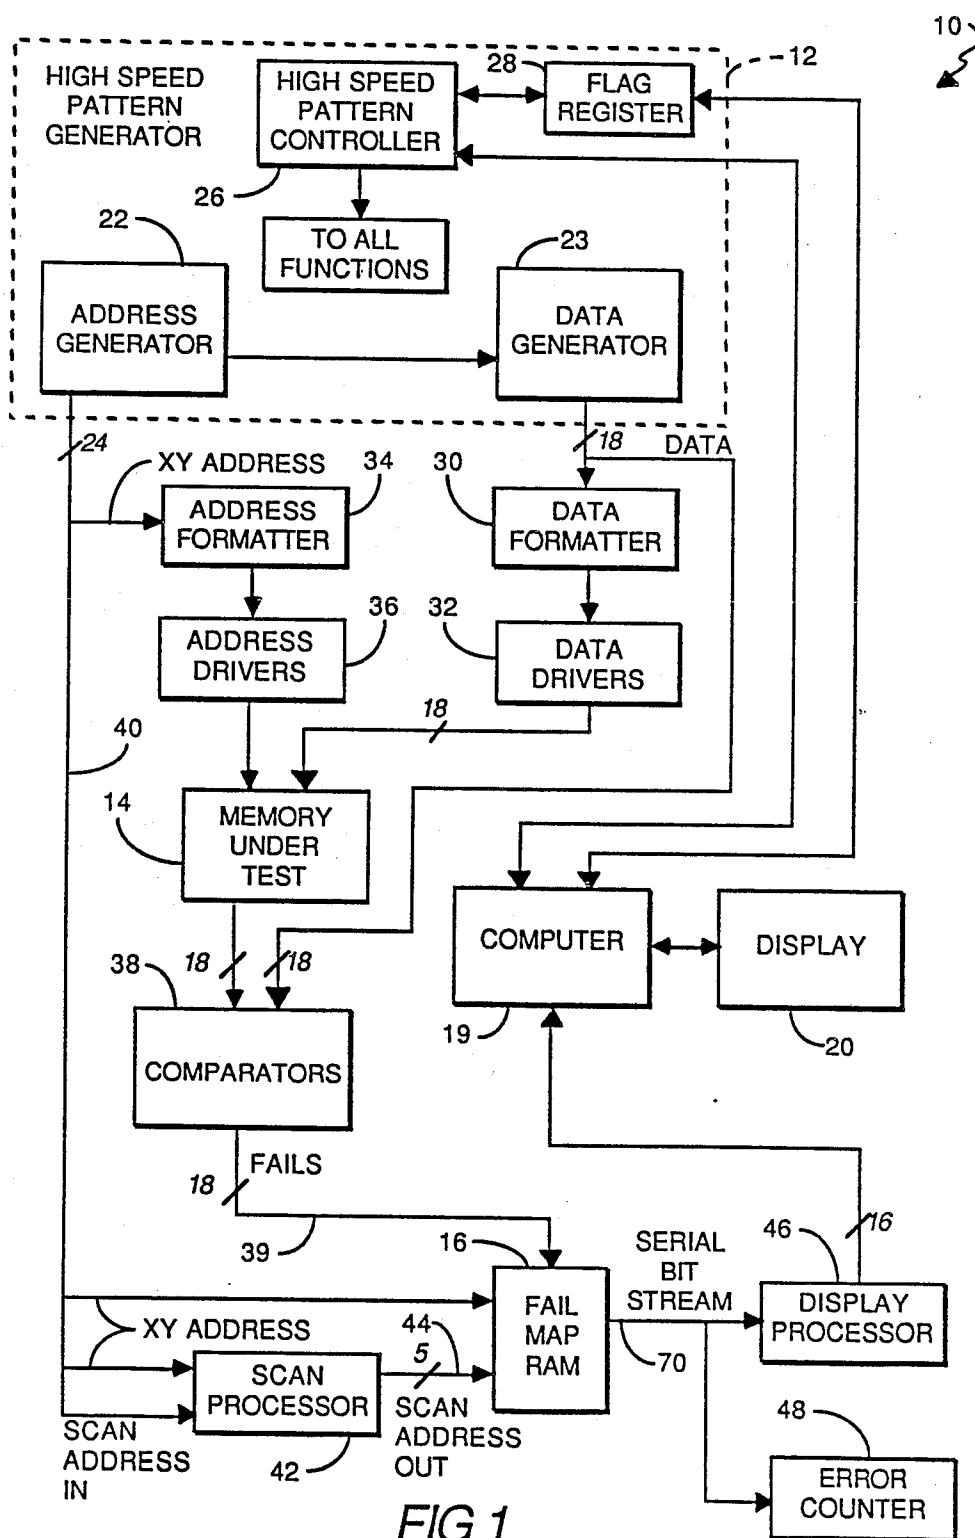 10
HIGH SPEED
PATTERN
GENERATOR
HIGH SPEED
PATTERN
CONTROLLER
28
FLAG
REGISTER
12
26
22
TO ALL
FUNCTIONS
23
ADDRESS
GENERATOR
DATA
GENERATOR
24
18
DATA
XY ADDRESS
34
30
ADDRESS
FORMATTER
DATA
FORMATTER
36
32
ADDRESS
DRIVERS
DATA
DRIVERS
18
40
14
MEMORY
UNDER
TEST
COMPUTER
DISPLAY
18
18
38
19
20
COMPARATORS
FAILS
18
39
16
SERIAL
BIT
STREAM
46
16
FAIL
MAP
RAM
DISPLAY
PROCESSOR
XY ADDRESS
44
5
70
SCAN
PROCESSOR
SCAN
ADDRESS
OUT
SCAN
ADDRESS
IN
42
48
ERROR
COUNTER
FIG 1